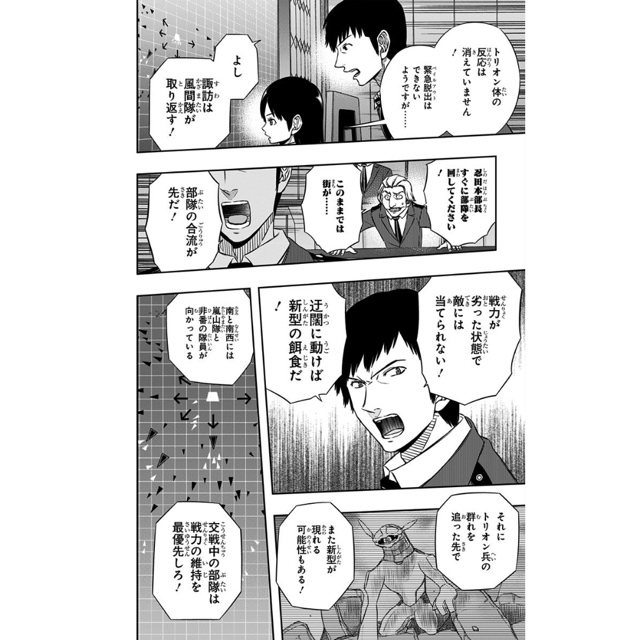 トリオン体の
反応は
消えていません
緊急脱出は
できない
ようですが……
よし
諏訪は
風間隊が
取り返す!
忍田本部長
すぐに部隊を
回してください
このままでは
街が……
部隊の合流が
先だ!
戦力が
劣った状態で
敵には
当てられない!
迂闊に動けば
新型の餌食だ
南と南西には
嵐山隊と
非番の隊員が
向かっている
それに
トリオン兵の
群れを
追った先で
また新型が
現れる
可能性もある!
交戦中の部隊は
戦力の維持を
最優先しろ!